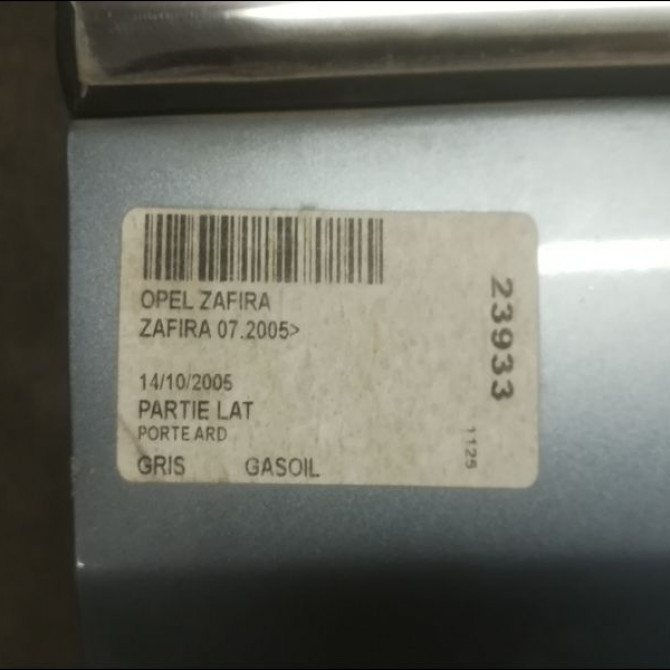 OPEL ZAFIRA
ZAFIRA 07.2005>
14/10/2005
PARTIE LAT
PORTE ARD
GRIS GASOIL
23933
1125